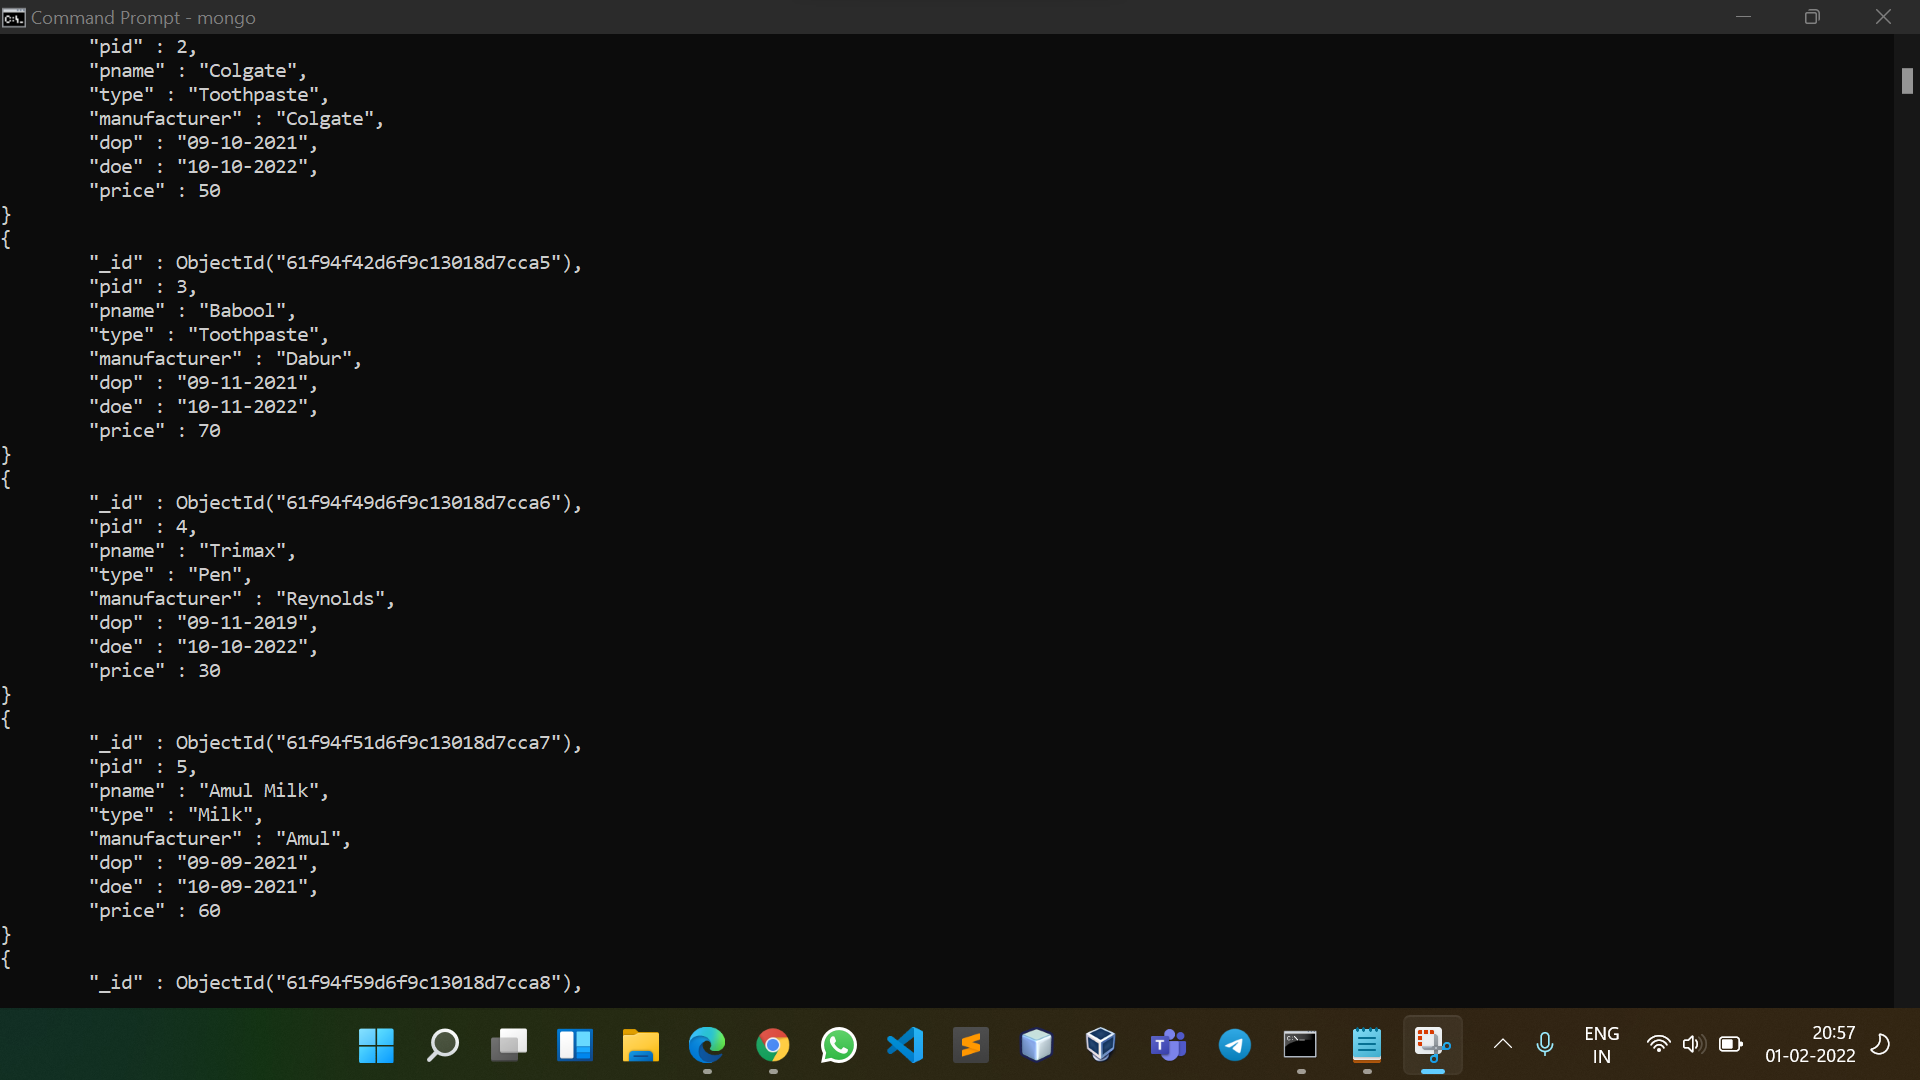 Command Prompt - mongo
"pid" : 2,
"pname" : "Colgate",
"type" : "Toothpaste",
"manufacturer" : "Colgate",
"dop" : "09-10-2021",
"doe" : "10-10-2022",
"price" : 50
}
{
"_id" : ObjectId("61f94f42d6f9c13018d7cca5"),
"pid" : 3,
"pname" : "Babool",
"type" : "Toothpaste",
"manufacturer" : "Dabur",
"dop" : "09-11-2021",
"doe" : "10-11-2022",
"price" : 70
}
{
"_id" : ObjectId("61f94f49d6f9c13018d7cca6"),
"pid" : 4,
"pname" : "Trimax",
"type" : "Pen",
"manufacturer" : "Reynolds",
"dop" : "09-11-2019",
"doe" : "10-10-2022",
"price" : 30
}
{
"_id" : ObjectId("61f94f51d6f9c13018d7cca7"),
"pid" : 5,
"pname" : "Amul Milk",
"type" : "Milk",
"manufacturer" : "Amul",
"dop" : "09-09-2021",
"doe" : "10-09-2021",
"price" : 60
}
{
"_id" : ObjectId("61f94f59d6f9c13018d7cca8"),
ENG
IN
20:57
01-02-2022